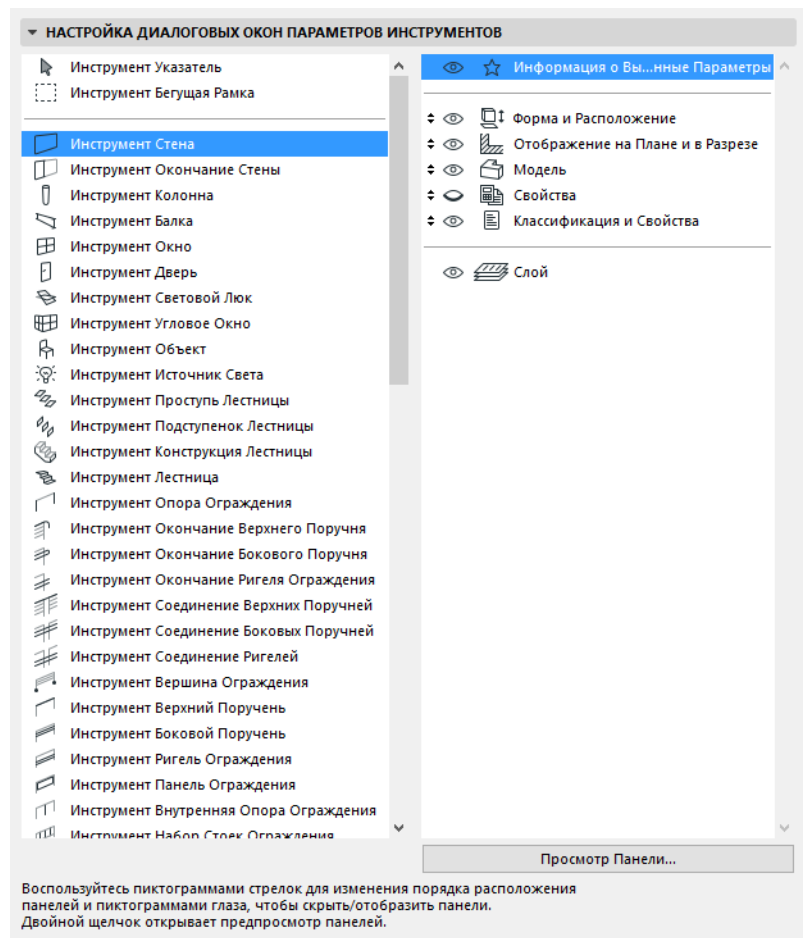 НАСТРОЙКА ДИАЛОГОВЫХ ОКОН ПАРАМЕТРОВ ИНСТРУМЕНТОВ
Инструмент Указатель
Инструмент Бегущая Рамка
Инструмент Стена
Инструмент Окончание Стены
Инструмент Колонна
Инструмент Балка
Инструмент Окно
Инструмент Дверь
Инструмент Световой Люк
Инструмент Угловое Окно
Инструмент Объект
Инструмент Источник Света
Инструмент Проступь Лестницы
Инструмент Подступенок Лестницы
Инструмент Конструкция Лестницы
Инструмент Лестница
Инструмент Опора Ограждения
Инструмент Окончание Верхнего Поручня
Инструмент Окончание Бокового Поручня
Инструмент Окончание Ригеля Ограждения
Инструмент Соединение Верхних Поручней
Инструмент Соединение Боковых Поручней
Инструмент Соединение Ригелей
Инструмент Вершина Ограждения
Инструмент Верхний Поручень
Инструмент Боковой Поручень
Инструмент Ригель Ограждения
Инструмент Панель Ограждения
Инструмент Внутренняя Опора Ограждения
Инструмент Набор Стоек Ограждения
Информация о Вы...нные Параметры
Форма и Расположение
Отображение на Плане и в Разрезе
Модель
Свойства
Классификация и Свойства
Слой
Просмотр Панели...
Воспользуйтесь пиктограммами стрелок для изменения порядка расположения
панелей и пиктограммами глаза, чтобы скрыть/отобразить панели.
Двойной щелчок открывает предпросмотр панелей.